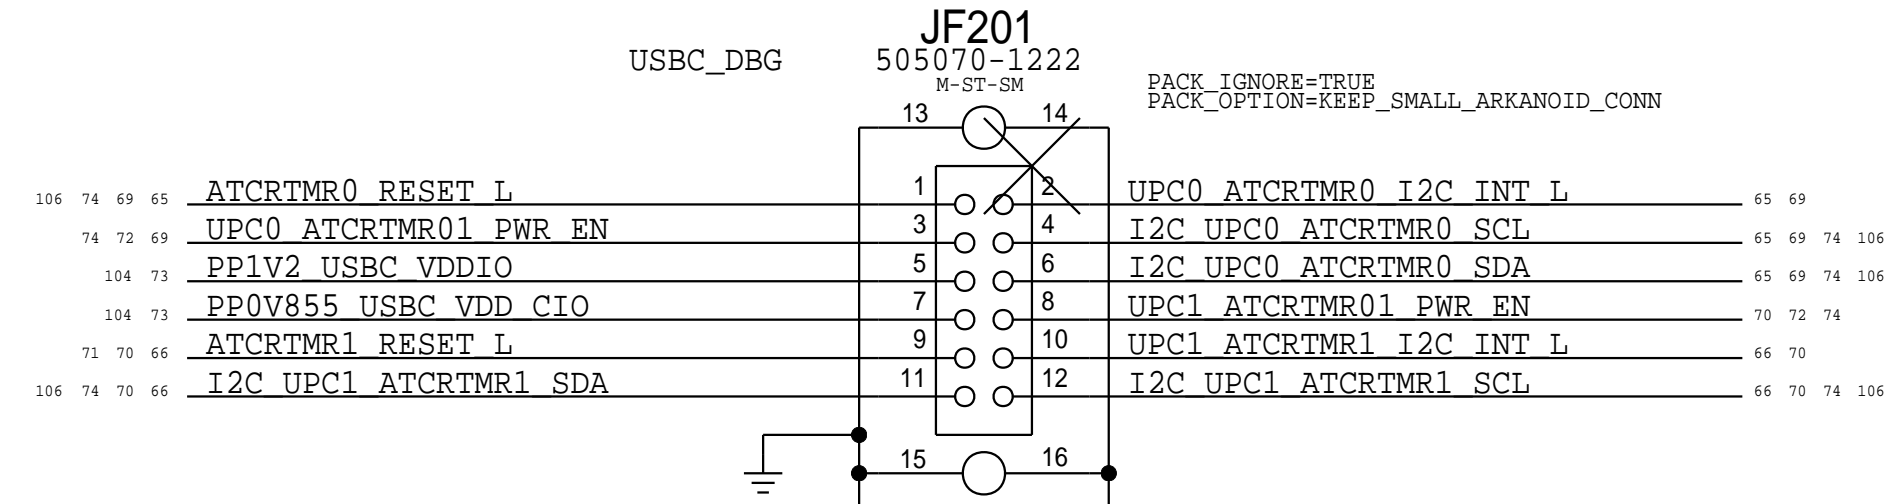 JF201
USBC_DBG
505070-1222
M-ST-SM
PACK_IGNORE=TRUE
PACK_OPTION=KEEP_SMALL_ARKANOID_CONN
13 14
106 74 69 65 ATCRTMR0_RESET_L 1 2 UPC0_ATCRTMR0_I2C_INT_L 65 69
74 72 69 UPC0_ATCRTMR01_PWR_EN 3 4 I2C_UPC0_ATCRTMR0_SCL 65 69 74 106
104 73 PP1V2_USBC_VDDIO 5 6 I2C_UPC0_ATCRTMR0_SDA 65 69 74 106
104 73 PP0V855_USBC_VDD_CIO 7 8 UPC1_ATCRTMR01_PWR_EN 70 72 74
71 70 66 ATCRTMR1_RESET_L 9 10 UPC1_ATCRTMR1_I2C_INT_L 66 70
106 74 70 66 I2C_UPC1_ATCRTMR1_SDA 11 12 I2C_UPC1_ATCRTMR1_SCL 66 70 74 106
15 16